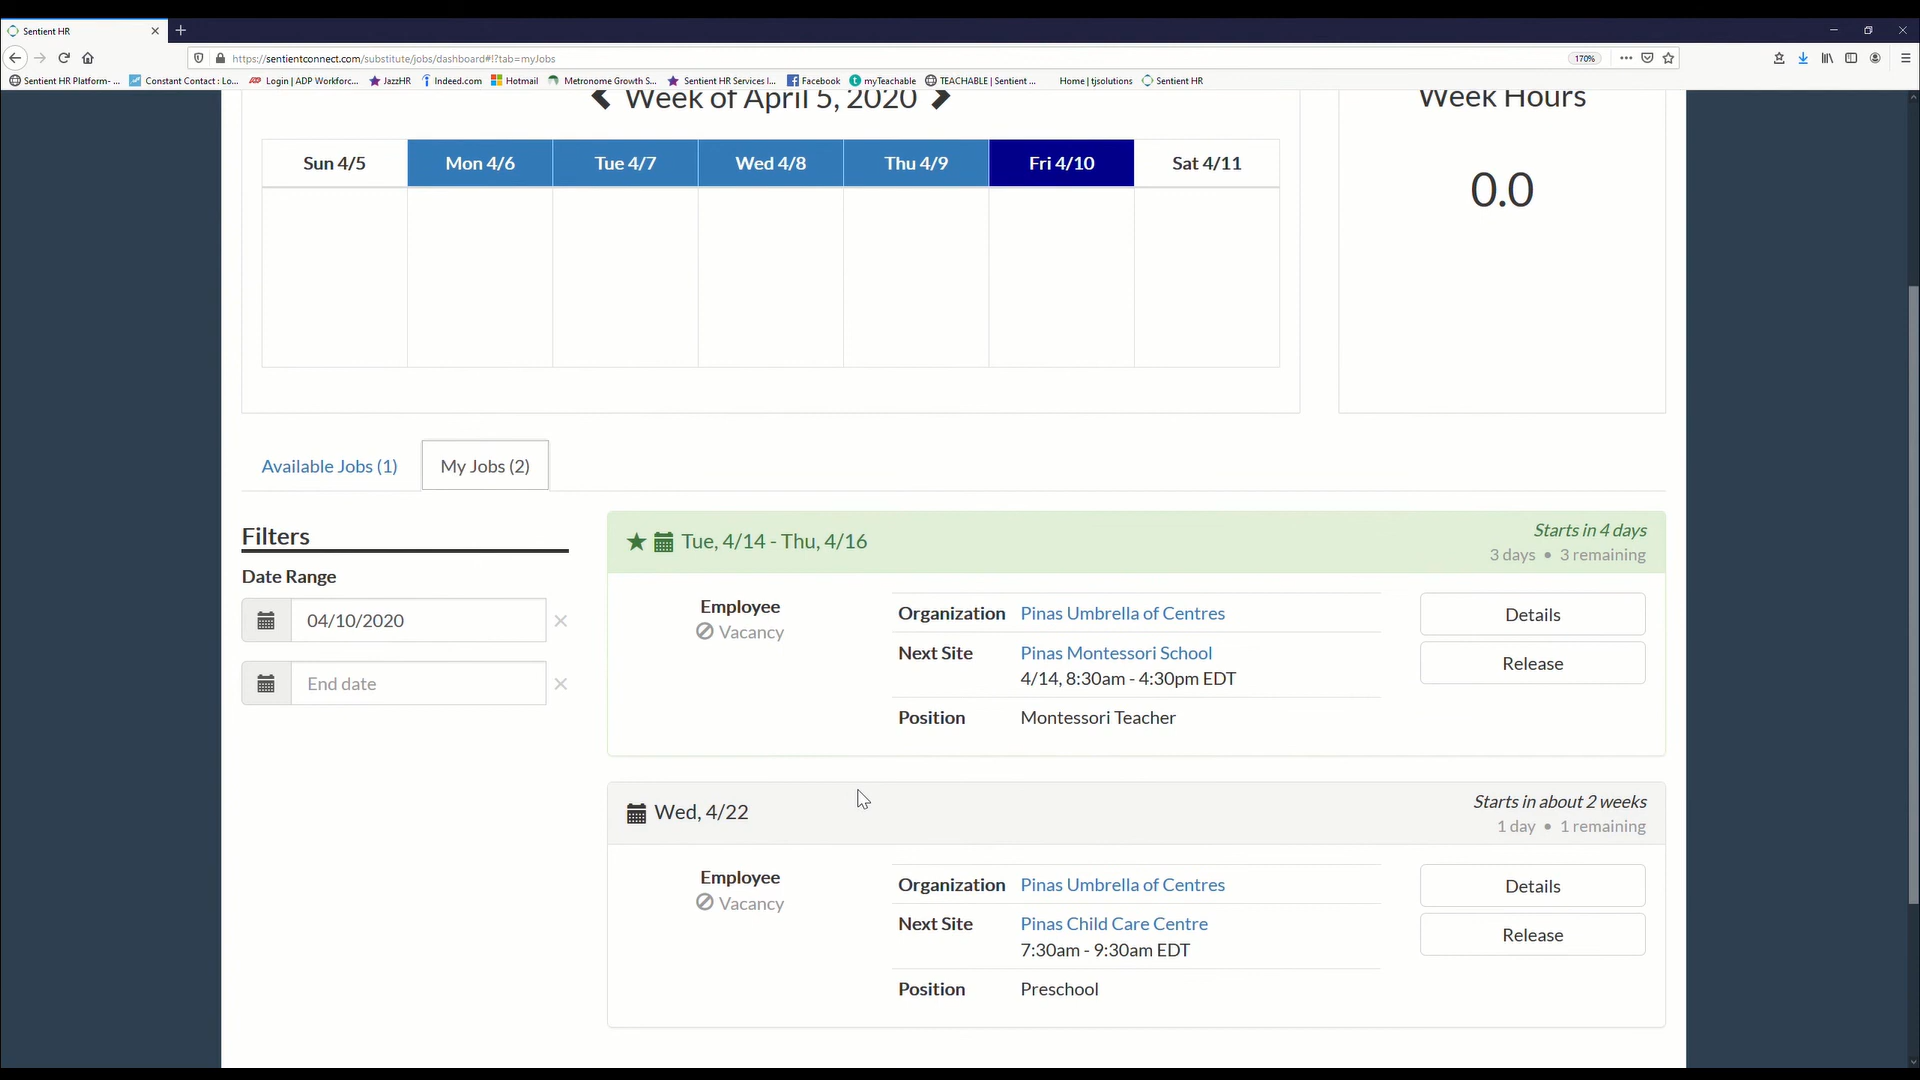 Sentient HR
https://sentientconnect.com/substitute/jobs/dashboard#!?tab=myJobs
170%
Sentient HR Platform- ...
Constant Contact : Lo...
Login | ADP Workforc...
JazzHR
Indeed.com
Hotmail
Metronome Growth S...
Sentient HR Services I...
Facebook
myTeachable
TEACHABLE | Sentient ...
Home | tjsolutions
Sentient HR
Week of April 5, 2020
Week Hours
Sun 4/5
Mon 4/6
Tue 4/7
Wed 4/8
Thu 4/9
Fri 4/10
Sat 4/11
0.0
Available Jobs (1)
My Jobs (2)
Filters
Date Range
04/10/2020
End date
Tue, 4/14 - Thu, 4/16
Starts in 4 days
3 days • 3 remaining
Employee
Vacancy
Organization Pinas Umbrella of Centres
Next Site Pinas Montessori School
4/14, 8:30am - 4:30pm EDT
Position Montessori Teacher
Details
Release
Wed, 4/22
Starts in about 2 weeks
1 day • 1 remaining
Employee
Vacancy
Organization Pinas Umbrella of Centres
Next Site Pinas Child Care Centre
7:30am - 9:30am EDT
Position Preschool
Details
Release